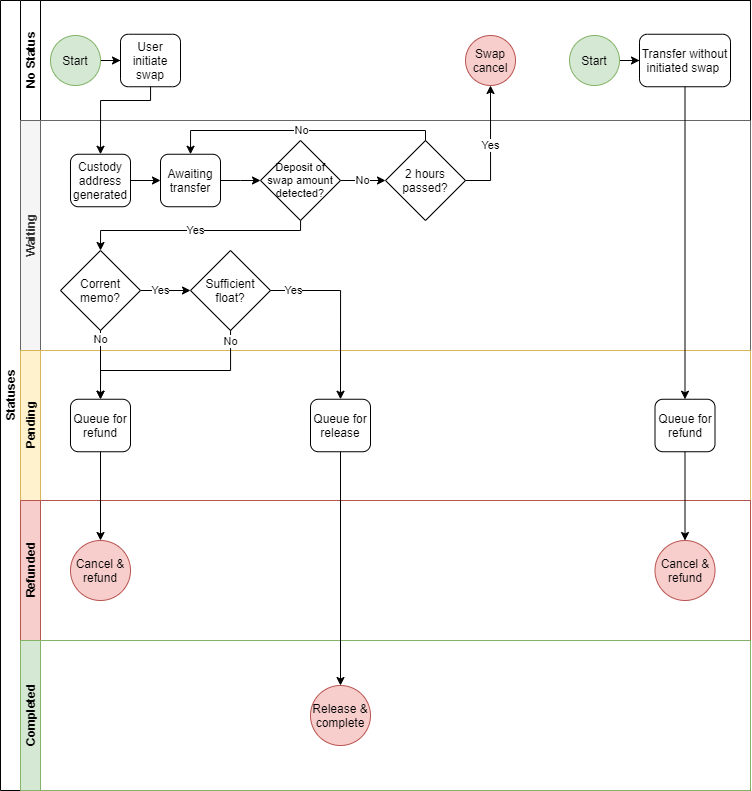 Statuses
No Status
Start
User
initiate
swap
Swap
cancel
Start
Transfer without
initiated swap
Waiting
Custody
address
generated
Awaiting
transfer
Deposit of
swap amount
detected?
No
2 hours
passed?
No
Yes
Yes
Corrent
memo?
Yes
Sufficient
float?
Yes
No
No
Pending
Queue for
refund
Queue for
release
Queue for
refund
Refunded
Cancel &
refund
Cancel &
refund
Completed
Release &
complete